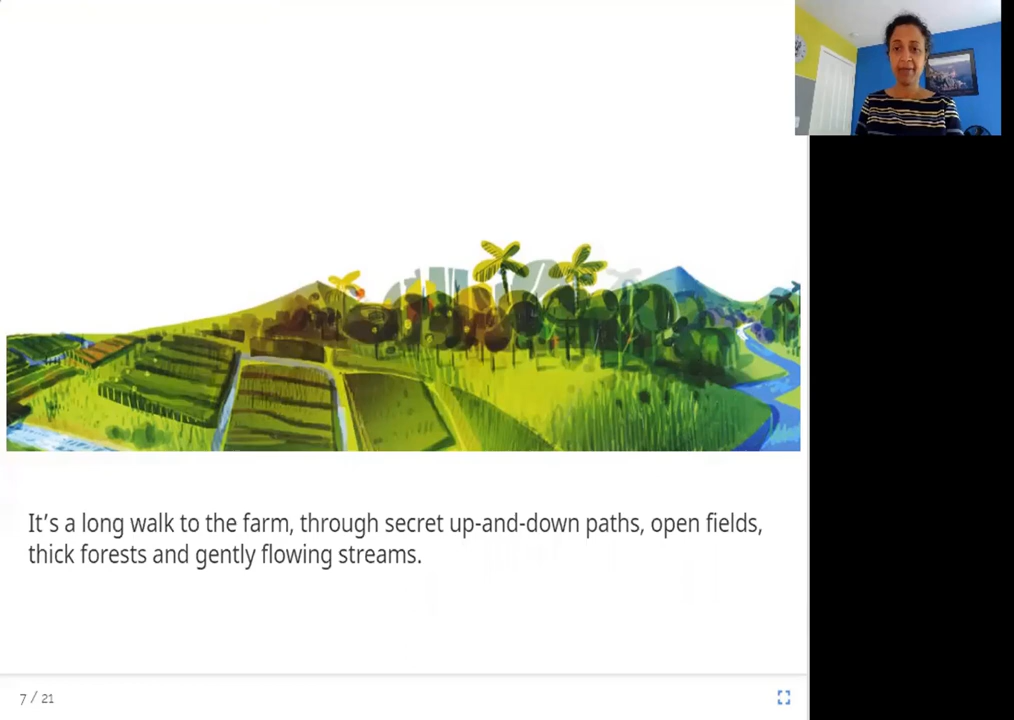 It’s a long walk to the farm, through secret up-and-down paths, open fields,
thick forests and gently flowing streams.
7 / 21